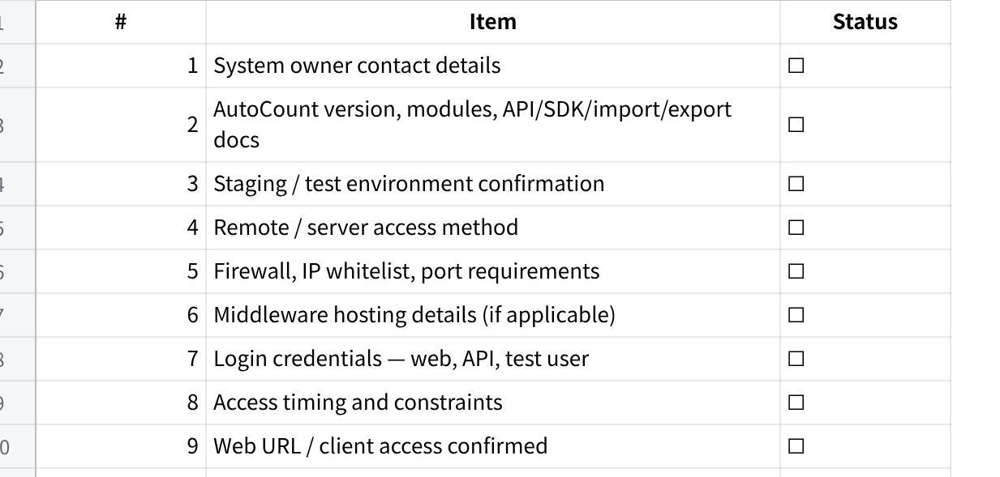 # Item Status
1 System owner contact details ☐
2 AutoCount version, modules, API/SDK/import/export
docs ☐
3 Staging / test environment confirmation ☐
4 Remote / server access method ☐
5 Firewall, IP whitelist, port requirements ☐
6 Middleware hosting details (if applicable) ☐
7 Login credentials — web, API, test user ☐
8 Access timing and constraints ☐
9 Web URL / client access confirmed ☐